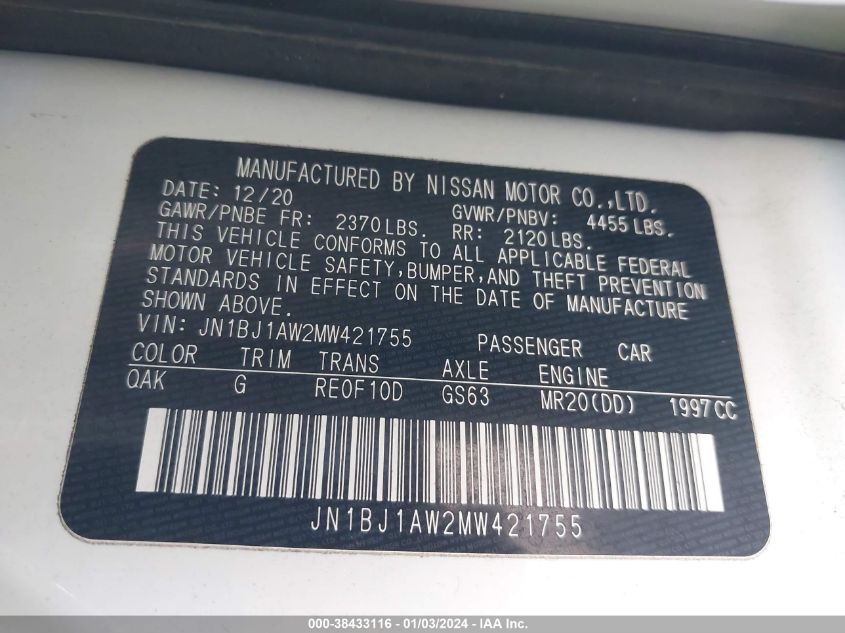 MANUFACTURED BY NISSAN MOTOR CO.,LTD.
DATE: 12/20
GAWR/PNBE FR: 2370LBS. GVWR/PNBV: 4455 LBS.
RR: 2120LBS.
THIS VEHICLE CONFORMS TO ALL APPLICABLE FEDERAL
MOTOR VEHICLE SAFETY,BUMPER,AND THEFT PREVENTION
STANDARDS IN EFFECT ON THE DATE OF MANUFACTURE
SHOWN ABOVE.
VIN: JN1BJ1AW2MW421755 PASSENGER CAR
COLOR TRIM TRANS AXLE ENGINE
QAK G RE0F10D GS63 MR20(DD) 1997CC
JN1BJ1AW2MW421755
000-38433116 - 01/03/2024 - IAA Inc.